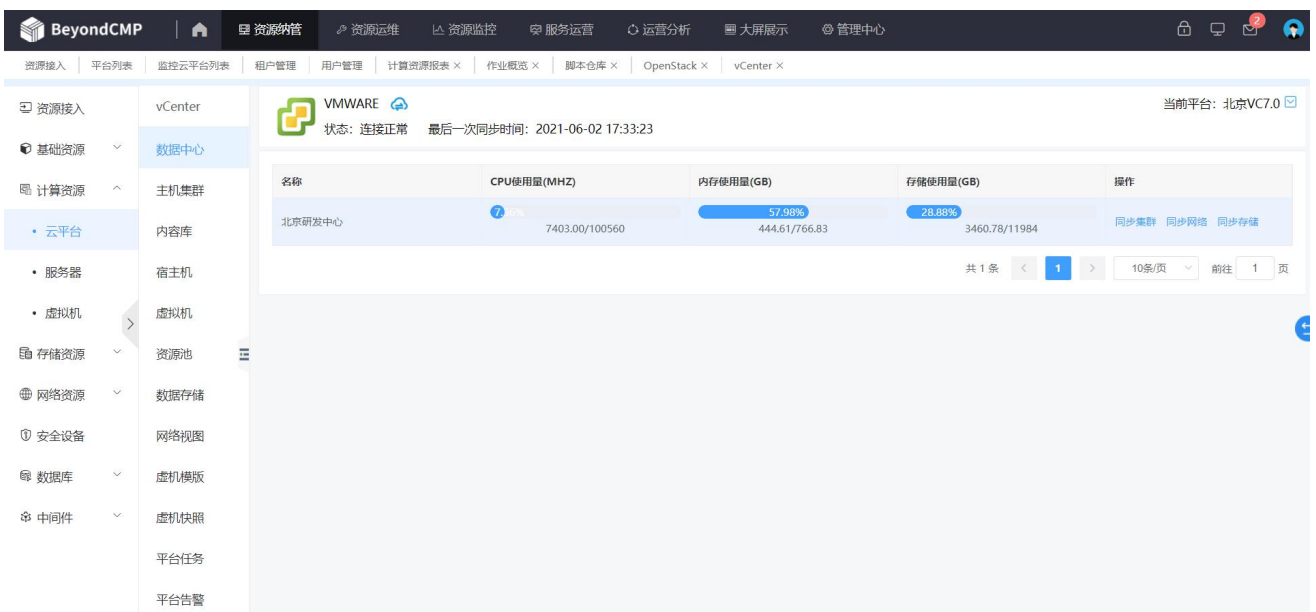 BeyondCMP 资源纳管 资源运维 资源监控 服务运营 运营分析 大屏展示 管理中心 2
资源接入 平台列表 监控云平台列表 租户管理 用户管理 计算资源报表 × 作业概览 × 脚本仓库 × OpenStack × vCenter ×
资源接入
基础资源
计算资源
云平台
服务器
虚拟机
存储资源
网络资源
安全设备
数据库
中间件
vCenter
数据中心
主机集群
内容库
宿主机
虚拟机
资源池
数据存储
网络视图
虚机模版
虚机快照
平台任务
平台告警
VMWARE
当前平台：北京VC7.0
状态：连接正常 最后一次同步时间：2021-06-02 17:33:23
名称 CPU使用量(MHZ) 内存使用量(GB) 存储使用量(GB) 操作
57.98% 28.88%
北京研发中心 7403.00/100560 444.61/766.83 3460.78/11984 同步集群 同步网络 同步存储
共 1 条 < 1 > 10条/页 前往 1 页